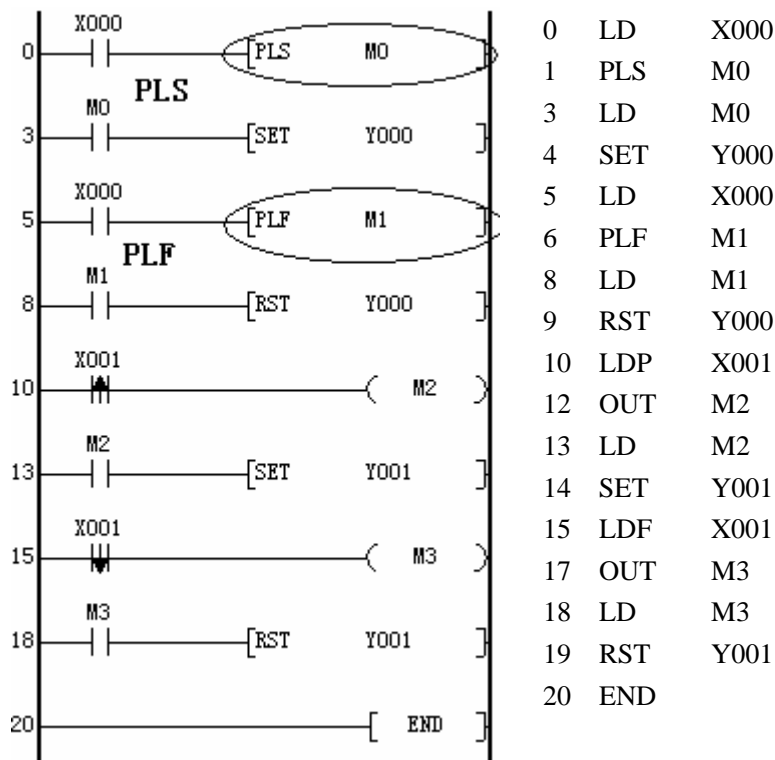 X000
0 [PLS M0 ]
PLS
M0
3 [SET Y000 ]
X000
5 [PLF M1 ]
PLF
M1
8 [RST Y000 ]
X001
10 ( M2 )
M2
13 [SET Y001 ]
X001
15 ( M3 )
M3
18 [RST Y001 ]
20 [ END ]
0 LD X000
1 PLS M0
3 LD M0
4 SET Y000
5 LD X000
6 PLF M1
8 LD M1
9 RST Y000
10 LDP X001
12 OUT M2
13 LD M2
14 SET Y001
15 LDF X001
17 OUT M3
18 LD M3
19 RST Y001
20 END